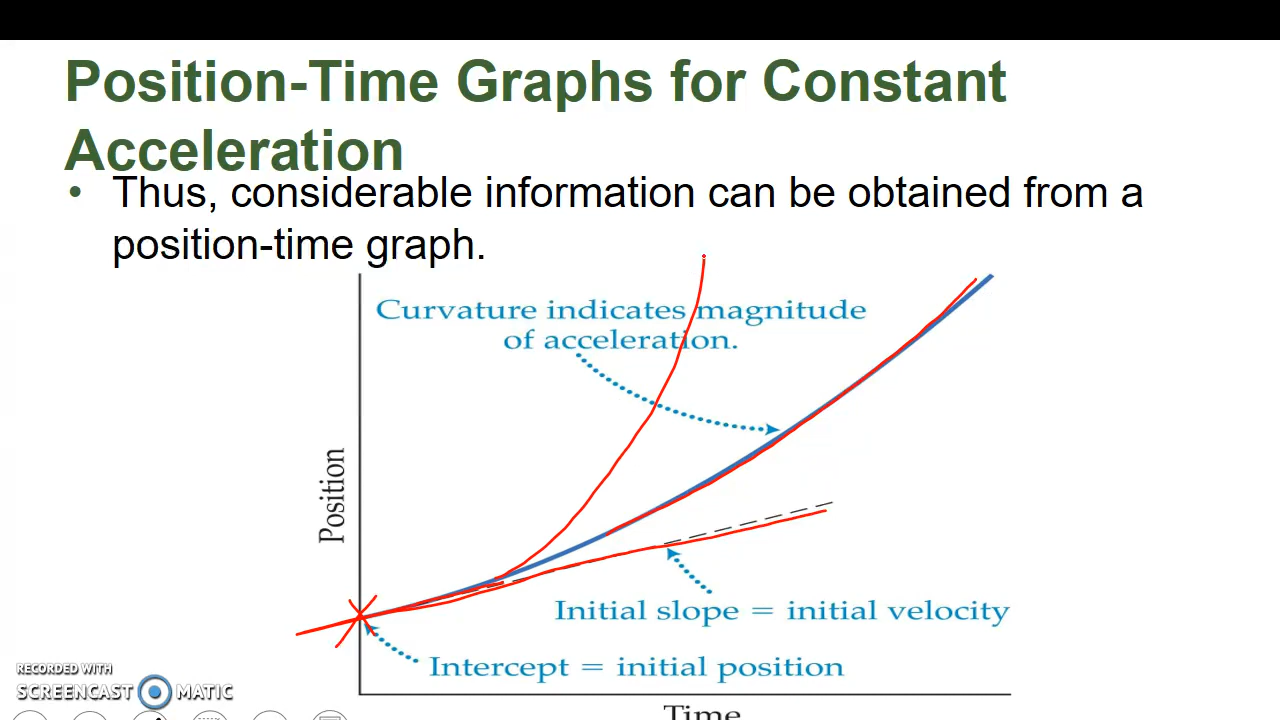 Position-Time Graphs for Constant
Acceleration
• Thus, considerable information can be obtained from a
position-time graph.
Curvature indicates magnitude
of acceleration.
Position
Initial slope = initial velocity
Intercept = initial position
Time
RECORDED WITH
SCREENCAST MATIC